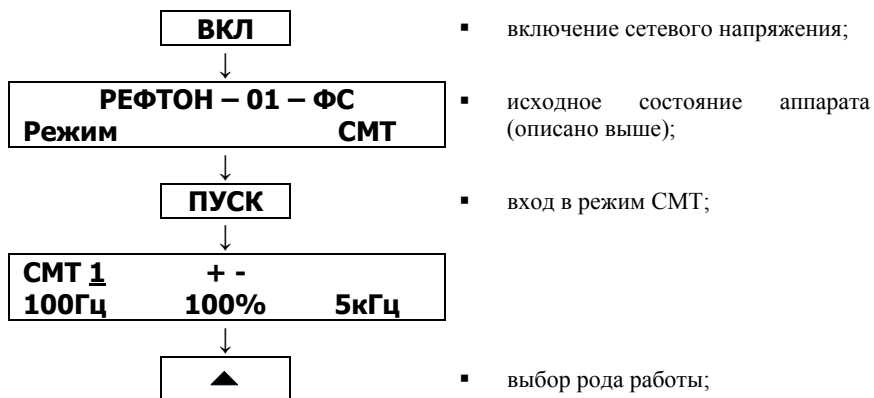 ВКЛ
▪ включение сетевого напряжения;
↓
РЕФТОН – 01 – ФС
Режим СМТ
▪ исходное состояние аппарата
(описано выше);
↓
ПУСК
▪ вход в режим СМТ;
↓
СМТ 1 + -
100Гц 100% 5кГц
↓
▲
▪ выбор рода работы;